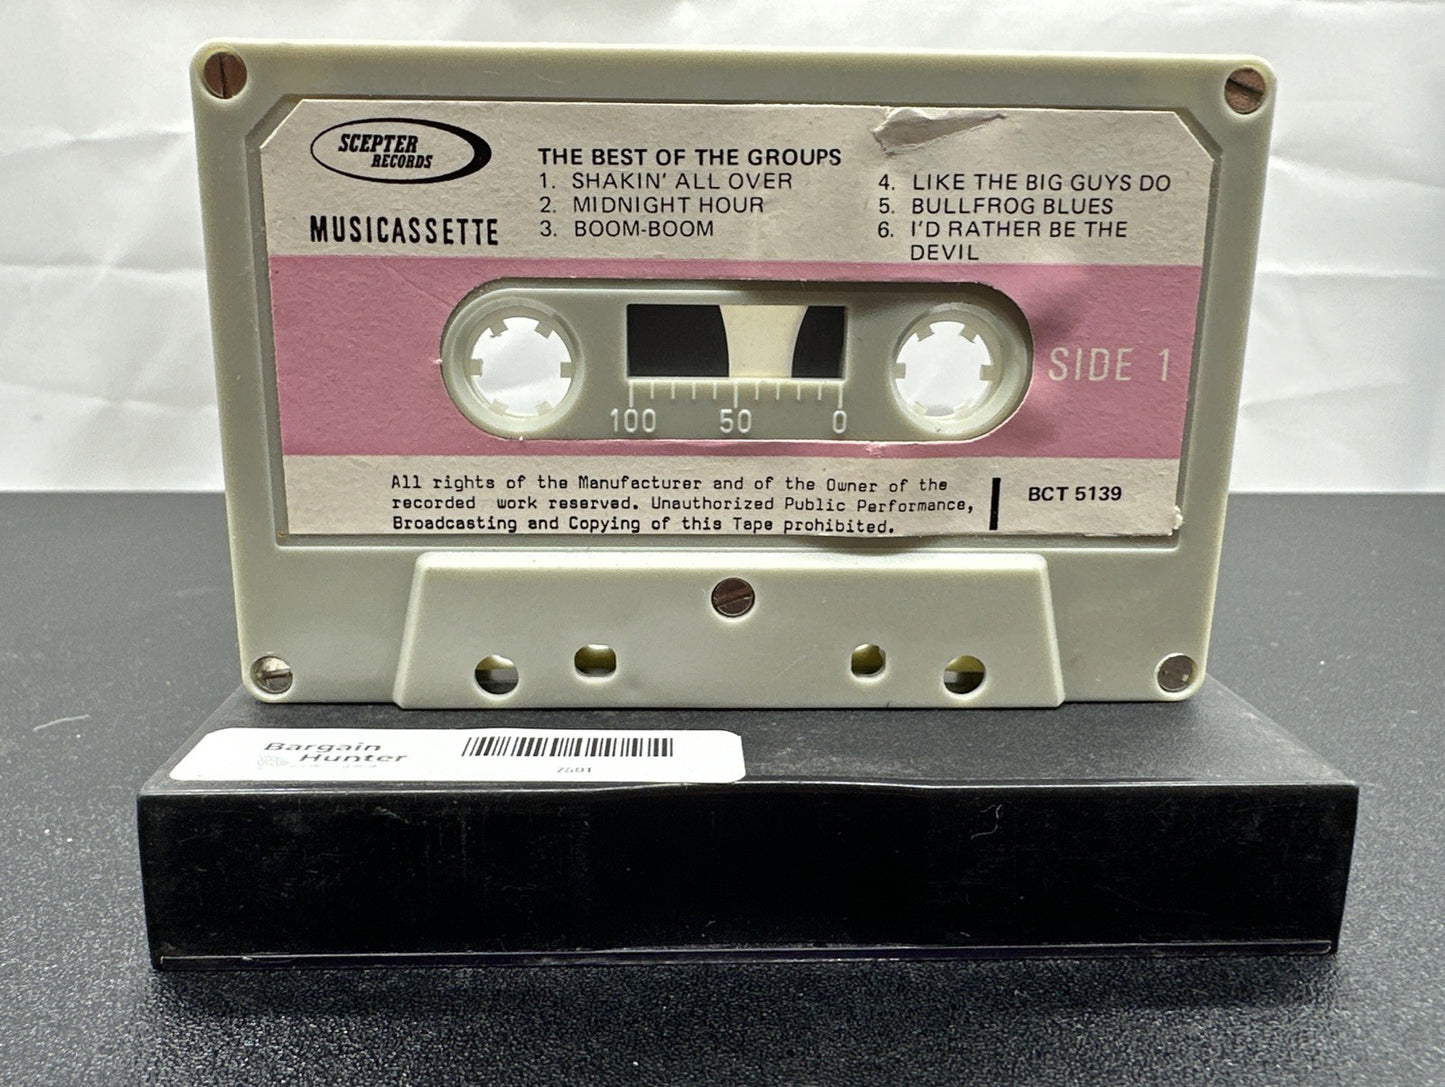 SCEPTER
RECORDS
MUSICASSETTE
THE BEST OF THE GROUPS
1. SHAKIN' ALL OVER
2. MIDNIGHT HOUR
3. BOOM-BOOM
4. LIKE THE BIG GUYS DO
5. BULLFROG BLUES
6. I'D RATHER BE THE
DEVIL
SIDE 1
100 50 0
All rights of the Manufacturer and of the Owner of the
recorded work reserved. Unauthorized Public Performance,
Broadcasting and Copying of this Tape prohibited.
BCT 5139
Bargain
Hunter
7501